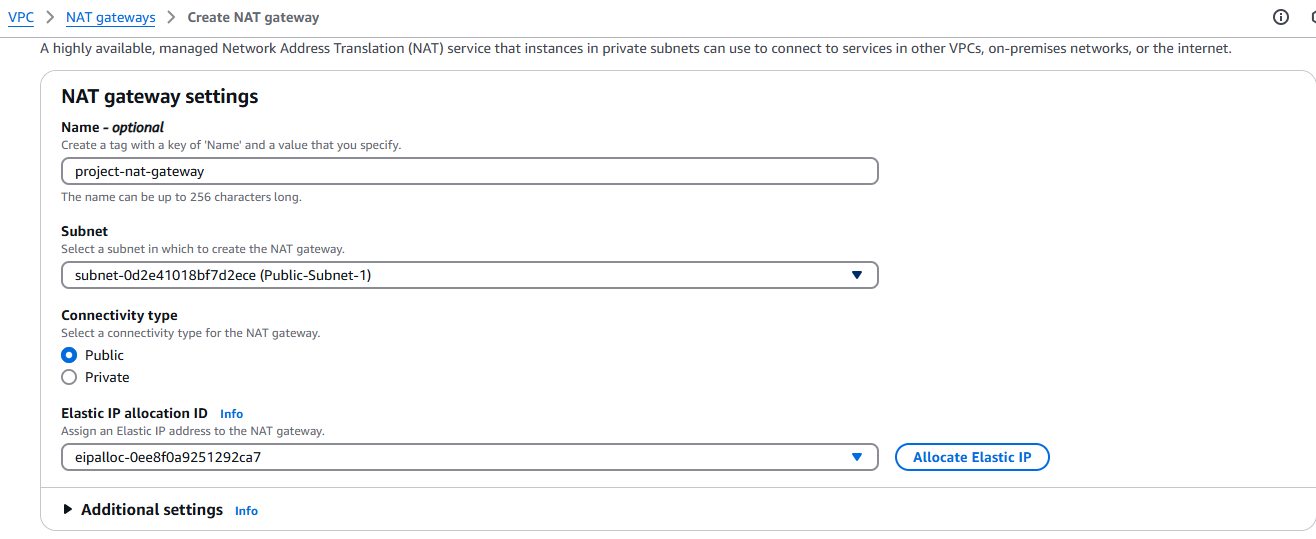 VPC > NAT gateways > Create NAT gateway
A highly available, managed Network Address Translation (NAT) service that instances in private subnets can use to connect to services in other VPCs, on-premises networks, or the internet.
NAT gateway settings
Name - optional
Create a tag with a key of 'Name' and a value that you specify.
project-nat-gateway
The name can be up to 256 characters long.
Subnet
Select a subnet in which to create the NAT gateway.
subnet-0d2e41018bf7d2ece (Public-Subnet-1)
Connectivity type
Select a connectivity type for the NAT gateway.
Public
Private
Elastic IP allocation ID Info
Assign an Elastic IP address to the NAT gateway.
eipalloc-0ee8f0a9251292ca7 Allocate Elastic IP
Additional settings Info